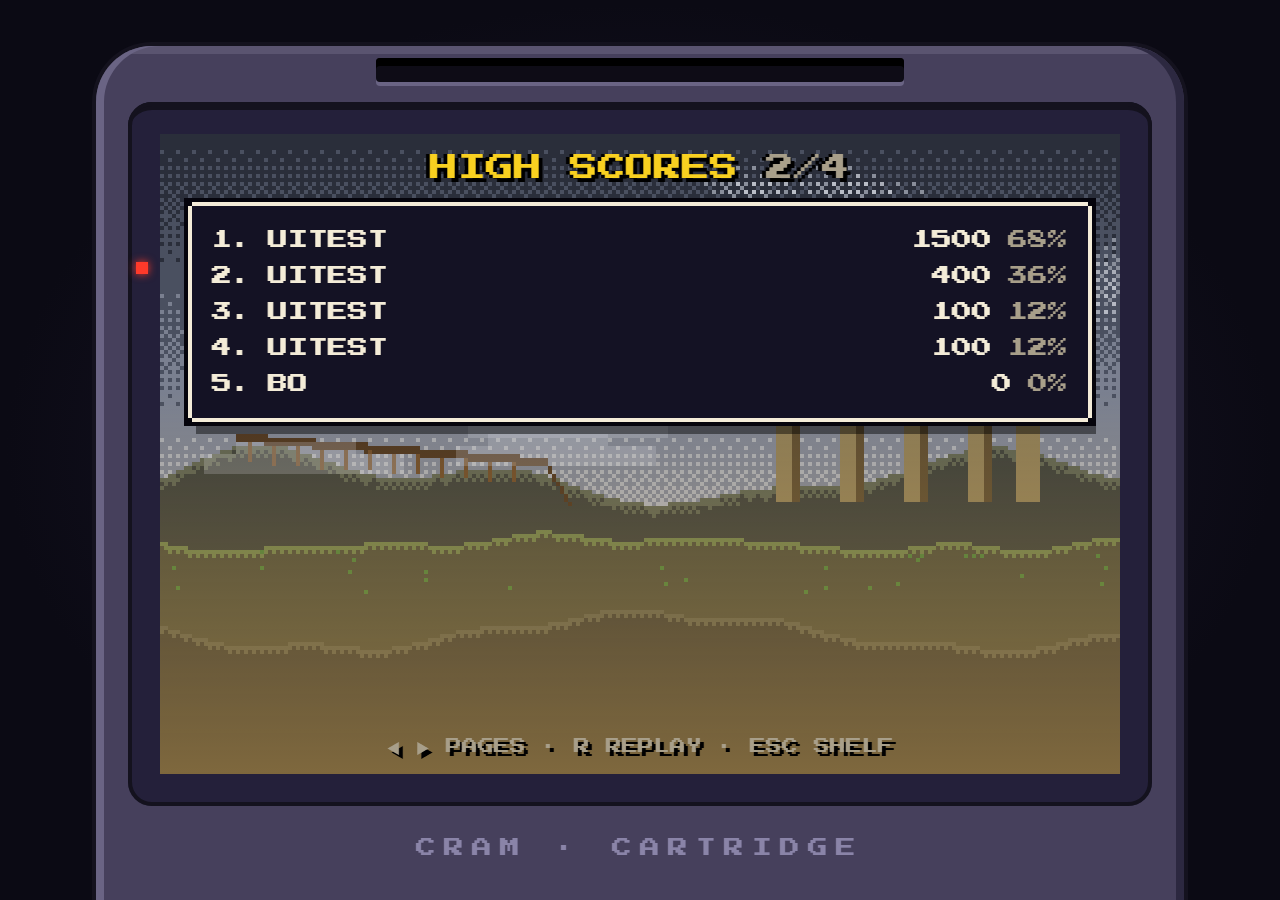 HIGH SCORES 2/4
1. UITEST 1500 68%
2. UITEST 400 36%
3. UITEST 100 12%
4. UITEST 100 12%
5. BO 0 0%
◀ ▶ PAGES · R REPLAY · ESC SHELF
CRAM · CARTRIDGE